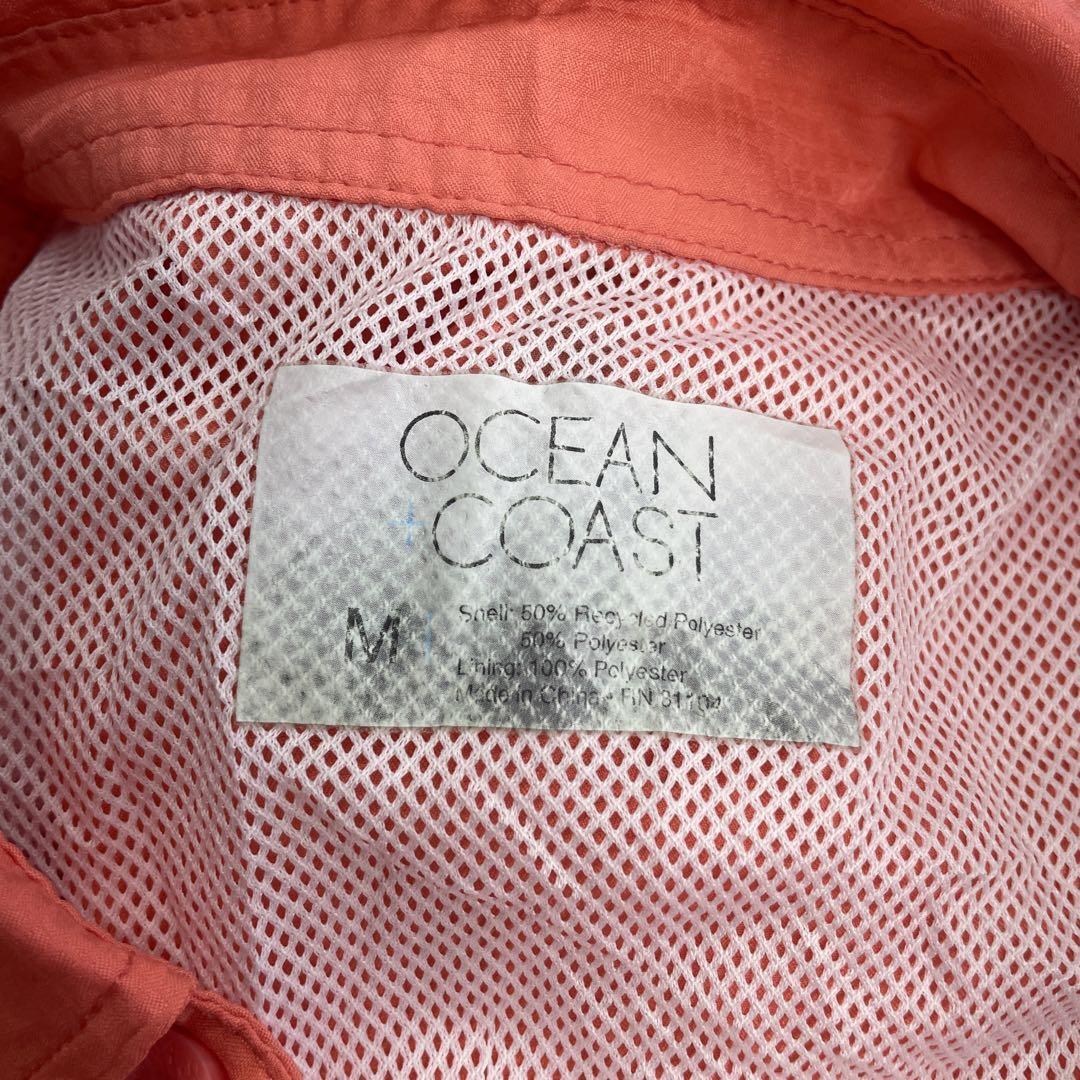 OCEAN
COAST
M
Shell: 50% Recycled Polyester
50% Polyester
Lining: 100% Polyester
Made in China • RN